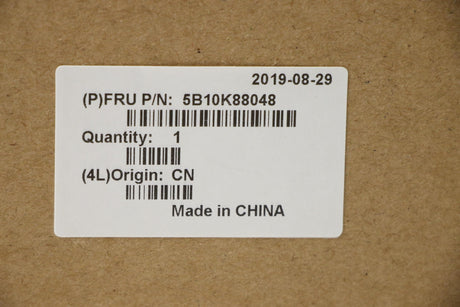 2019-08-29
(P)FRU P/N: 5B10K88048
Quantity: 1
(4L)Origin: CN
Made in CHINA